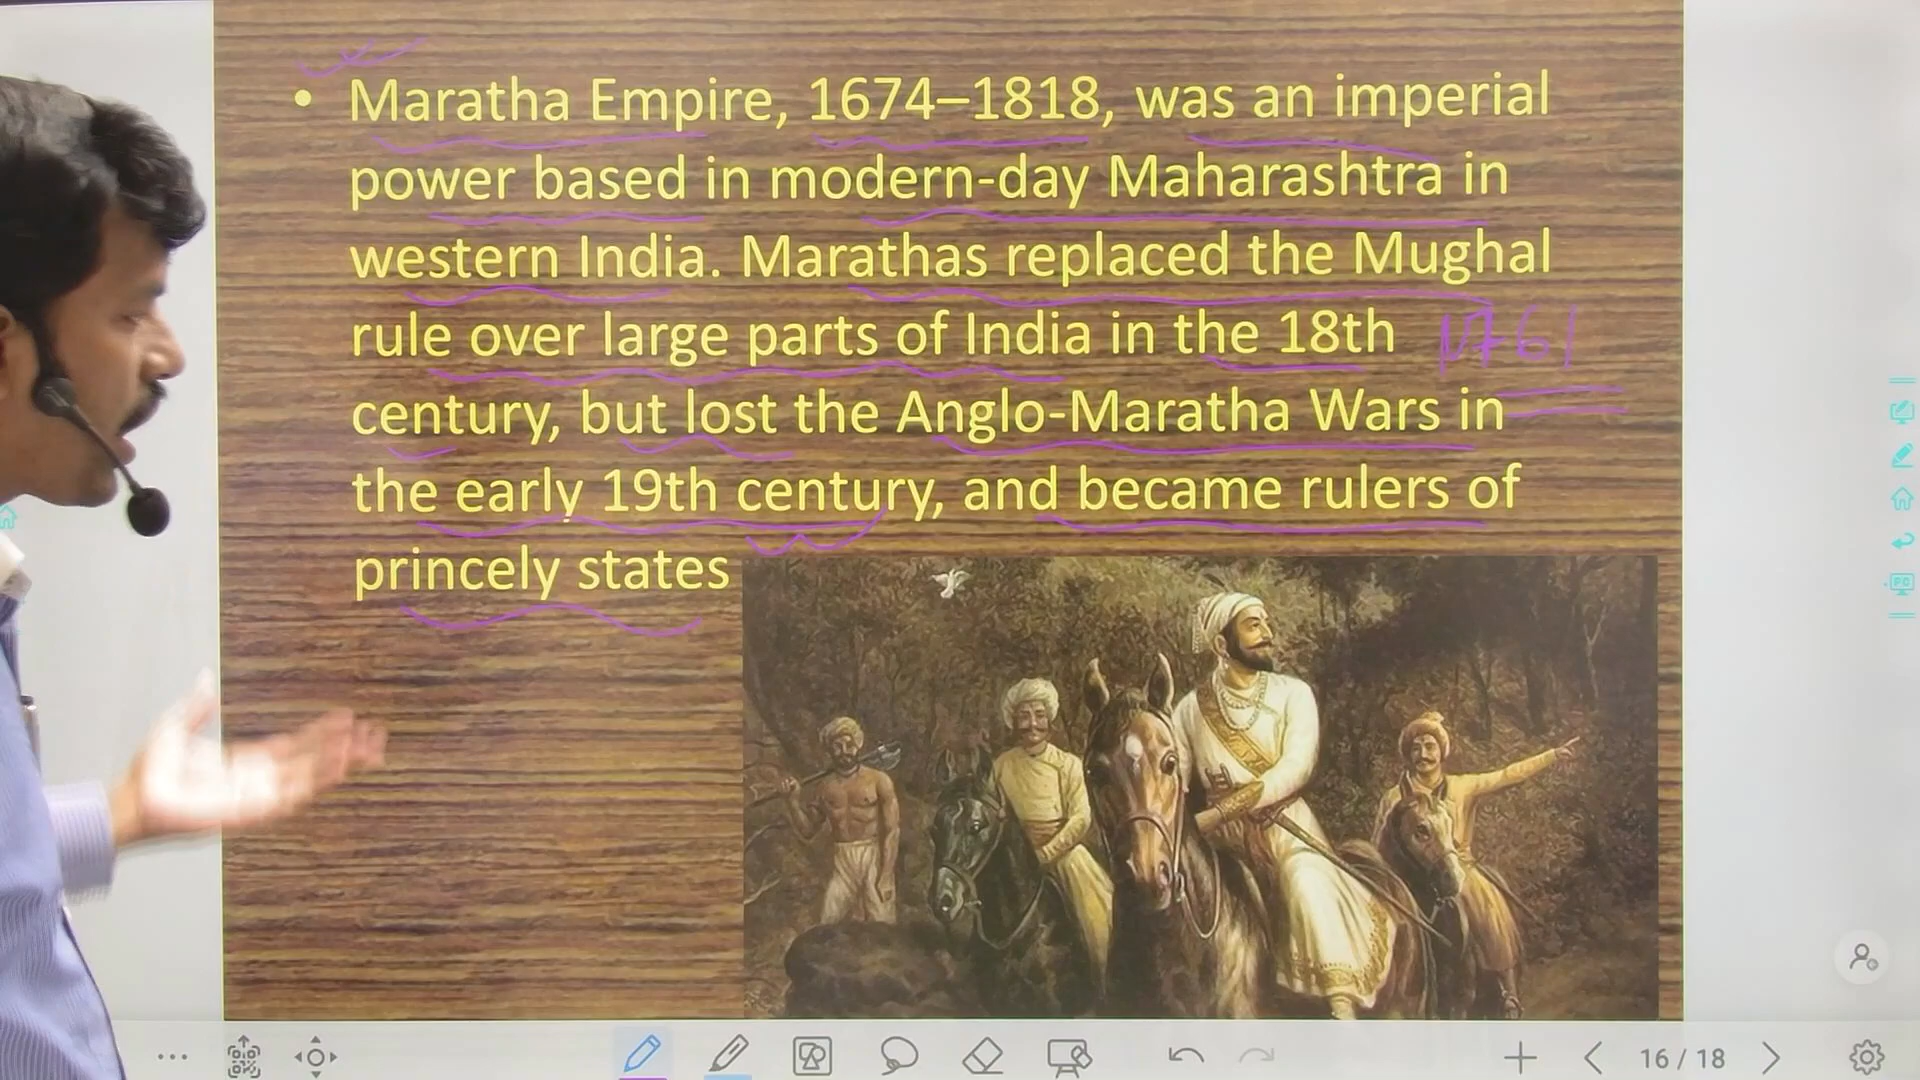 • Maratha Empire, 1674–1818, was an imperial
power based in modern-day Maharashtra in
western India. Marathas replaced the Mughal
rule over large parts of India in the 18th 1761
century, but lost the Anglo-Maratha Wars in
the early 19th century, and became rulers of
princely states
16 / 18